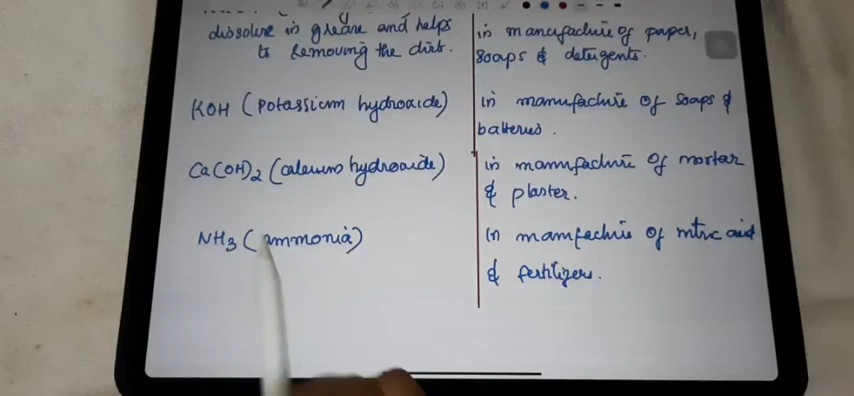 dissolve in grease and helps
to removing the dirt.
in manufacture of paper,
soaps & detergents.
KOH (potassium hydroxide)
in manufacture of soaps &
batteries.
Ca(OH)2 (calcium hydroxide)
in manufacture of mortar
& plaster.
NH3 (ammonia)
in manufacture of nitric acid
& fertilizers.